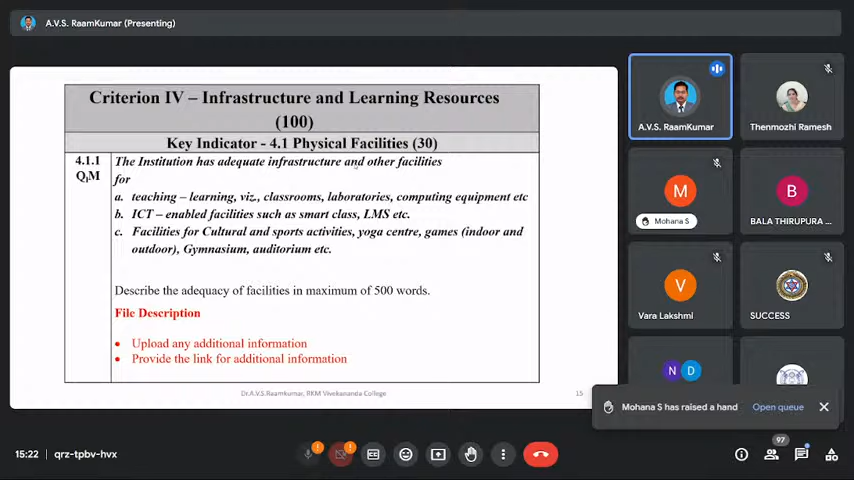 A.V.S. RaamKumar (Presenting)
Criterion IV – Infrastructure and Learning Resources
(100)
Key Indicator - 4.1 Physical Facilities (30)
4.1.1
QlM
The Institution has adequate infrastructure and other facilities
for
a. teaching – learning, viz., classrooms, laboratories, computing equipment etc
b. ICT – enabled facilities such as smart class, LMS etc.
c. Facilities for Cultural and sports activities, yoga centre, games (indoor and
outdoor), Gymnasium, auditorium etc.
Describe the adequacy of facilities in maximum of 500 words.
File Description
• Upload any additional information
• Provide the link for additional information
Dr.A.V.S.Raamkumar, RKM Vivekananda College
15
A.V.S. RaamKumar
Thenmozhi Ramesh
M
Mohana S
B
BALA THIRUPURA ...
V
Vara Lakshmi
SUCCESS
N
D
Mohana S has raised a hand
Open queue
15:22 | qrz-tpbv-hvx
97